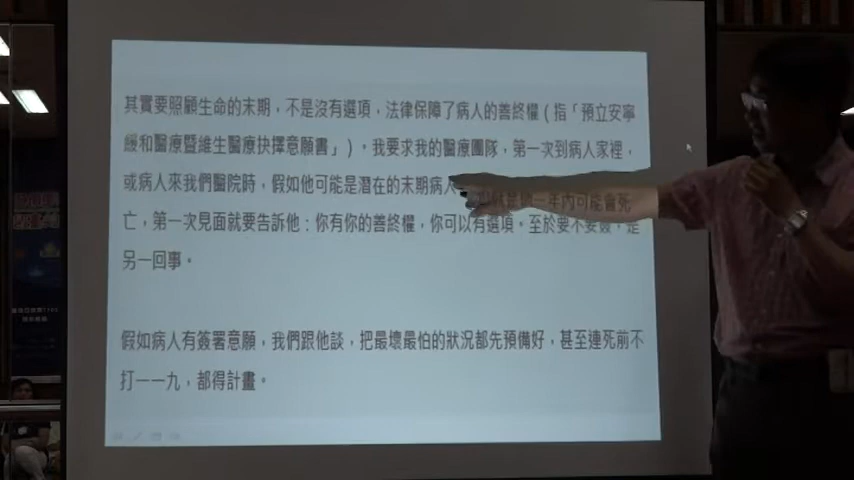 其實要照顧生命的末期，不是沒有選項，法律保障了病人的善終權（指「預立安寧
緩和醫療暨維生醫療抉擇意願書」），我要求我的醫療團隊，第一次到病人家裡，
或病人來我們醫院時，假如他可能是潛在的末期病人 一年內可能會死
亡，第一次見面就要告訴他：你有你的善終權，你可以有選項。至於要不要簽，是
另一回事。
假如病人有簽署意願，我們跟他談，把最壞最怕的狀況都先預備好，甚至連死前不
打一一九，都得計畫。